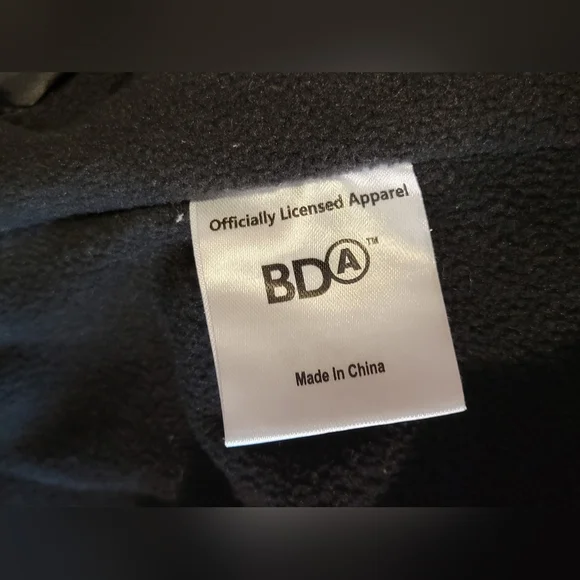 Officially Licensed Apparel
BDA™
Made In China